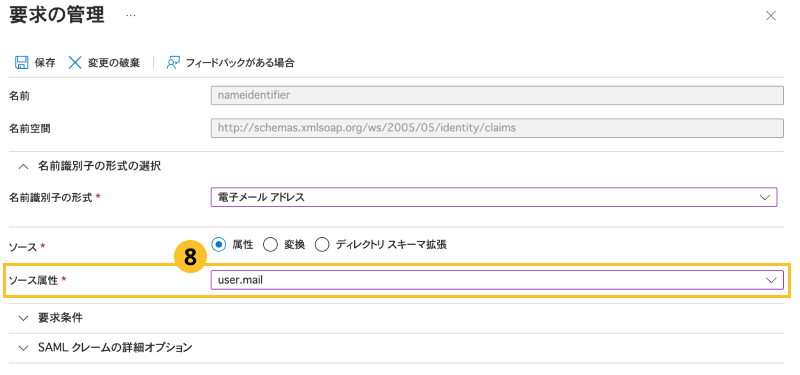 要求の管理 …
保存 変更の破棄 フィードバックがある場合
名前 nameidentifier
名前空間 http://schemas.xmlsoap.org/ws/2005/05/identity/claims
名前識別子の形式の選択
名前識別子の形式 * 電子メール アドレス
ソース * 属性 変換 ディレクトリ スキーマ拡張
8
ソース属性 * user.mail
要求条件
SAML クレームの詳細オプション